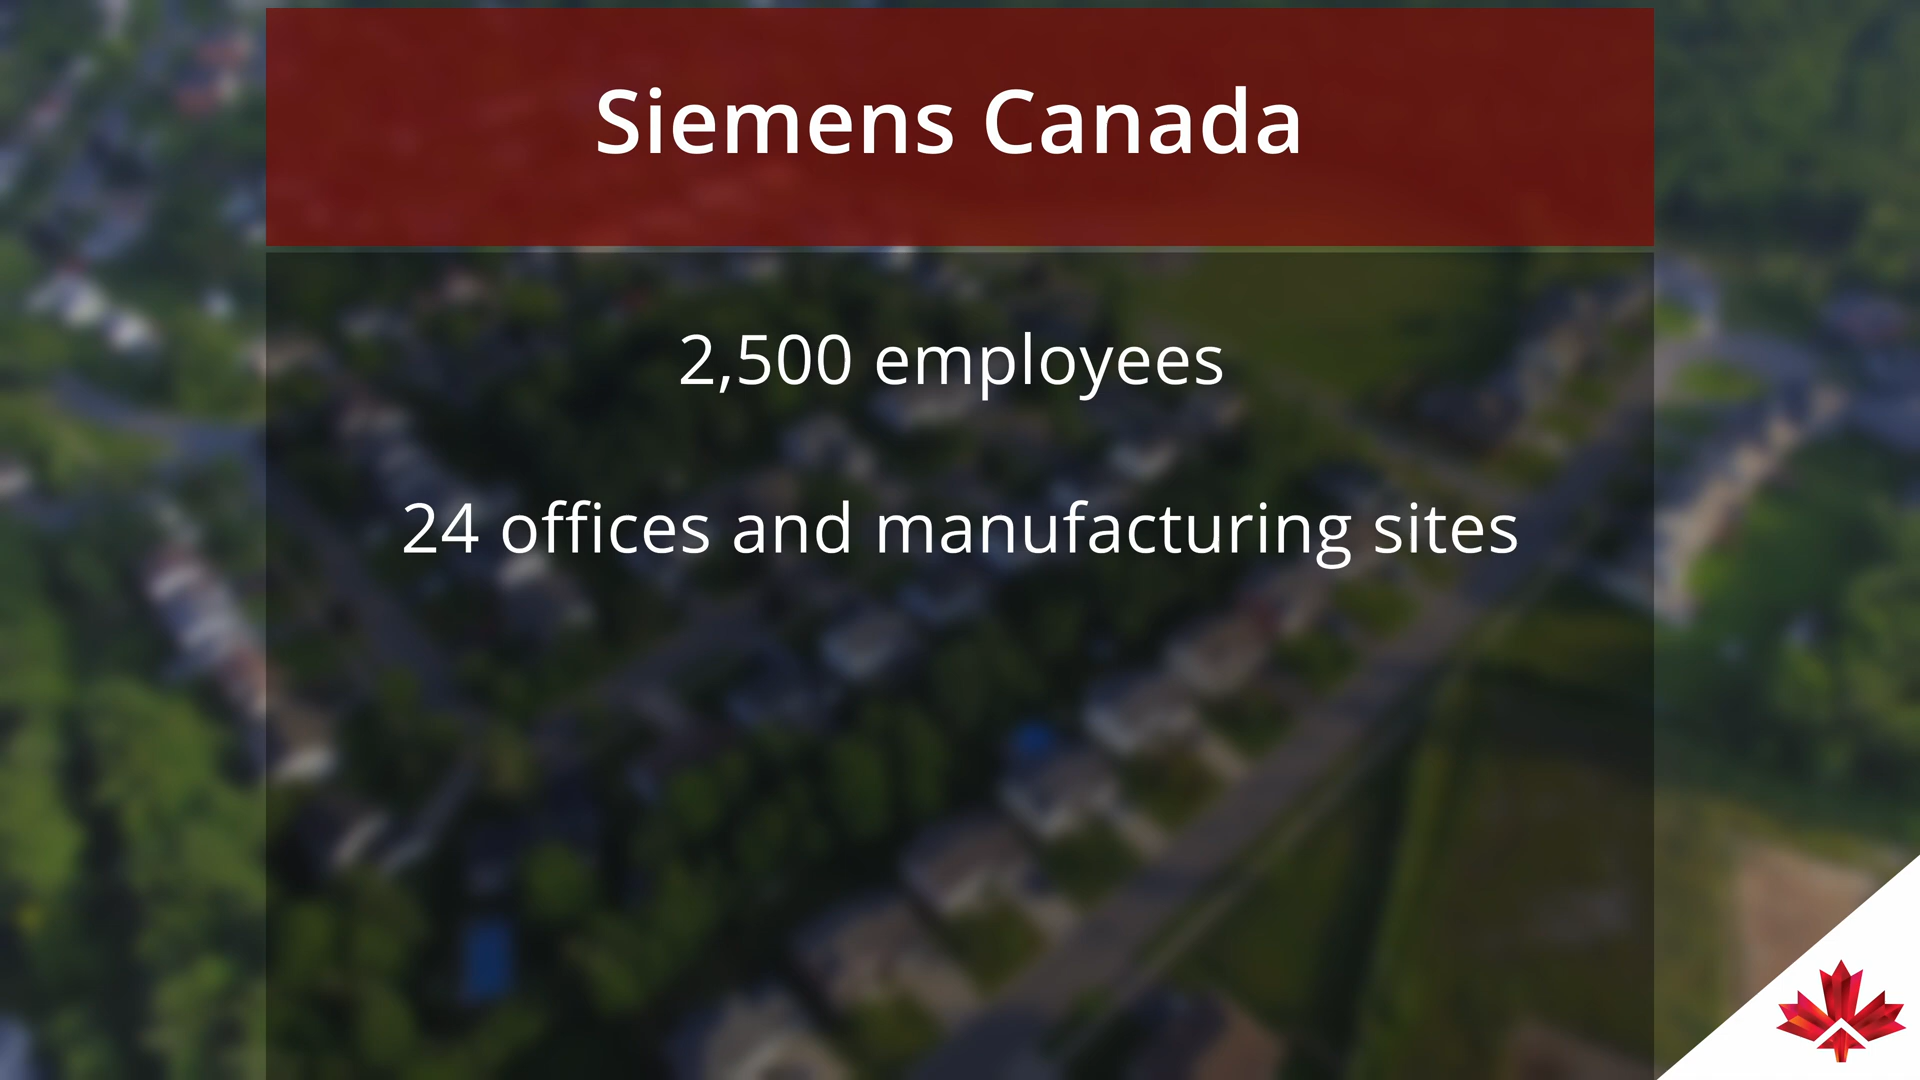 Siemens Canada
2,500 employees
24 offices and manufacturing sites